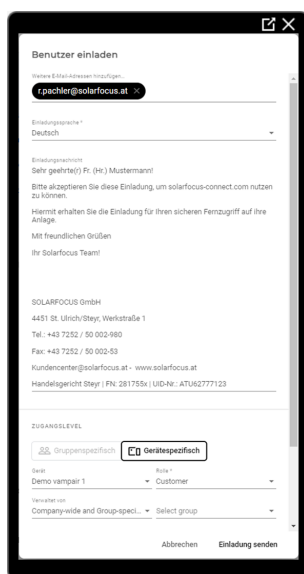 Benutzer einladen
Weitere E-Mail-Adressen hinzufügen...
r.pachler@solarfocus.at ×
Einladungssprache *
Deutsch
Einladungsnachricht
Sehr geehrte(r) Fr. (Hr.) Mustermann!
Bitte akzeptieren Sie diese Einladung, um solarfocus-connect.com nutzen
zu können.
Hiermit erhalten Sie die Einladung für Ihren sicheren Fernzugriff auf ihre
Anlage.
Mit freundlichen Grüßen
Ihr Solarfocus Team!
SOLARFOCUS GmbH
4451 St. Ulrich/Steyr, Werkstraße 1
Tel.: +43 7252 / 50 002-980
Fax: +43 7252 / 50 002-53
Kundencenter@solarfocus.at - www.solarfocus.at
Handelsgericht Steyr | FN: 281755x | UID-Nr.: ATU62777123
ZUGANGSLEVEL
Gruppenspezifisch Gerätespezifisch
Gerät Rolle *
Demo vampair 1 Customer
Verwaltet von
Company-wide and Group-speci... Select group
Abbrechen Einladung senden